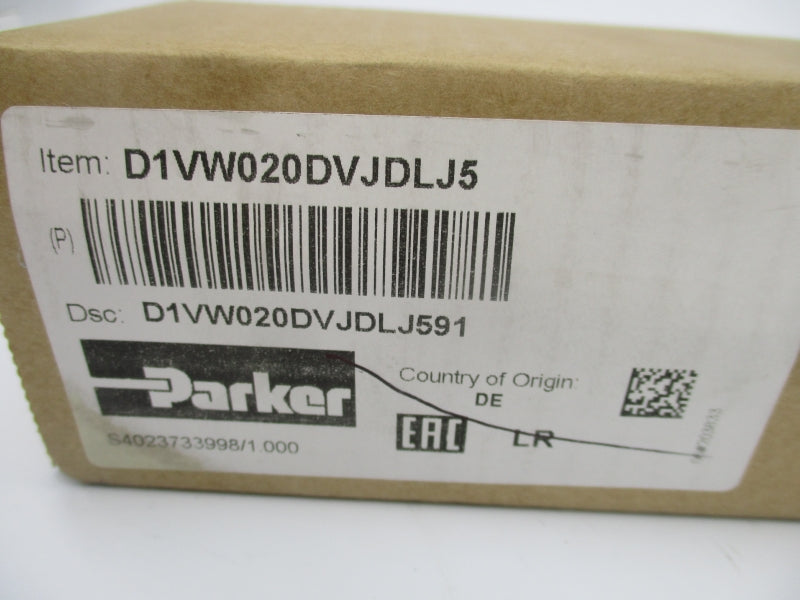 Item: D1VW020DVJDLJ5
(P)
Dsc: D1VW020DVJDLJ591
Parker
Country of Origin:
DE
EAC
LR
S4023733998/1.000